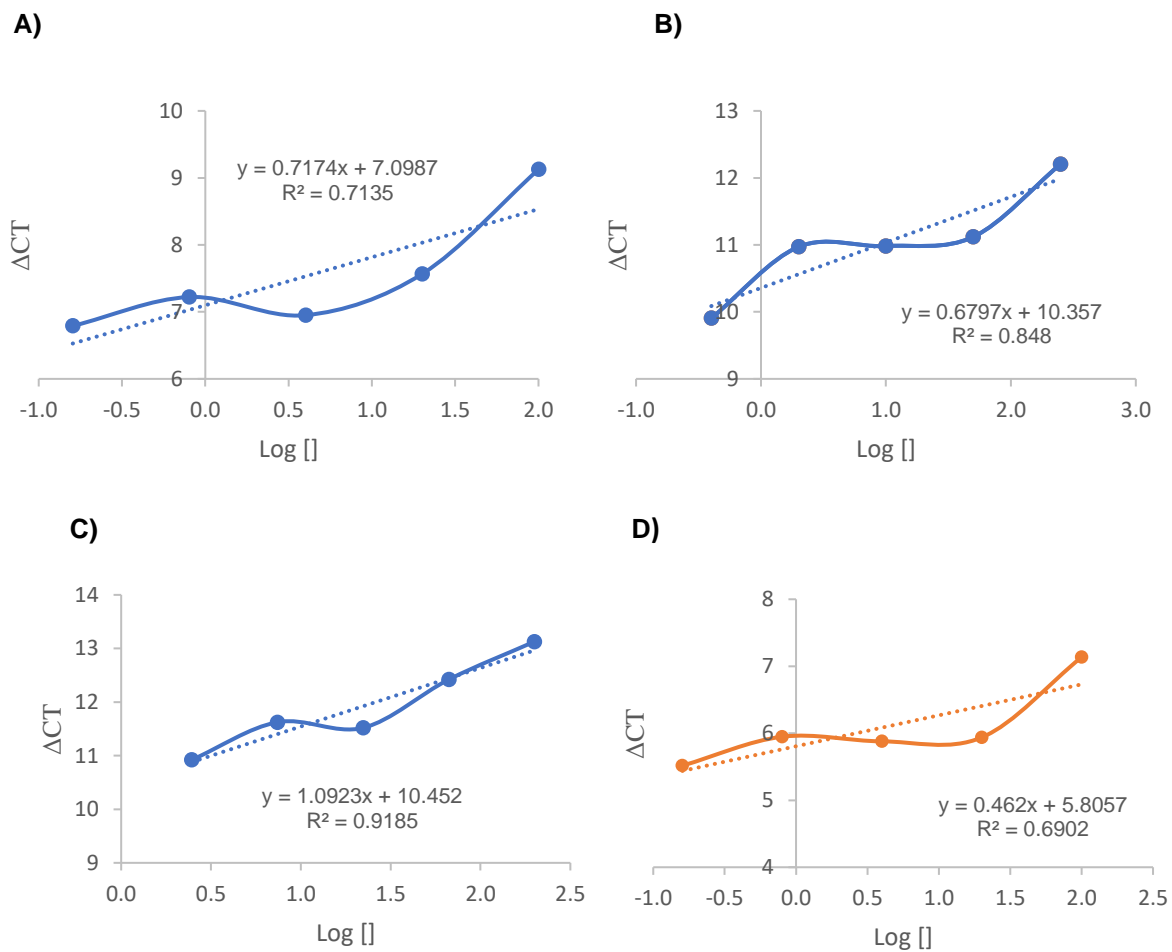 A)
10
9
8
7
6
-1.0 -0.5 0.0 0.5 1.0 1.5 2.0
ΔCT
Log []
y = 0.7174x + 7.0987
R² = 0.7135
B)
13
12
11
10
9
-1.0 0.0 1.0 2.0 3.0
ΔCT
Log []
y = 0.6797x + 10.357
R² = 0.848
C)
14
13
12
11
10
9
0.0 0.5 1.0 1.5 2.0 2.5
ΔCT
Log []
y = 1.0923x + 10.452
R² = 0.9185
D)
8
7
6
5
4
-1.0 -0.5 0.0 0.5 1.0 1.5 2.0 2.5
ΔCT
Log []
y = 0.462x + 5.8057
R² = 0.6902